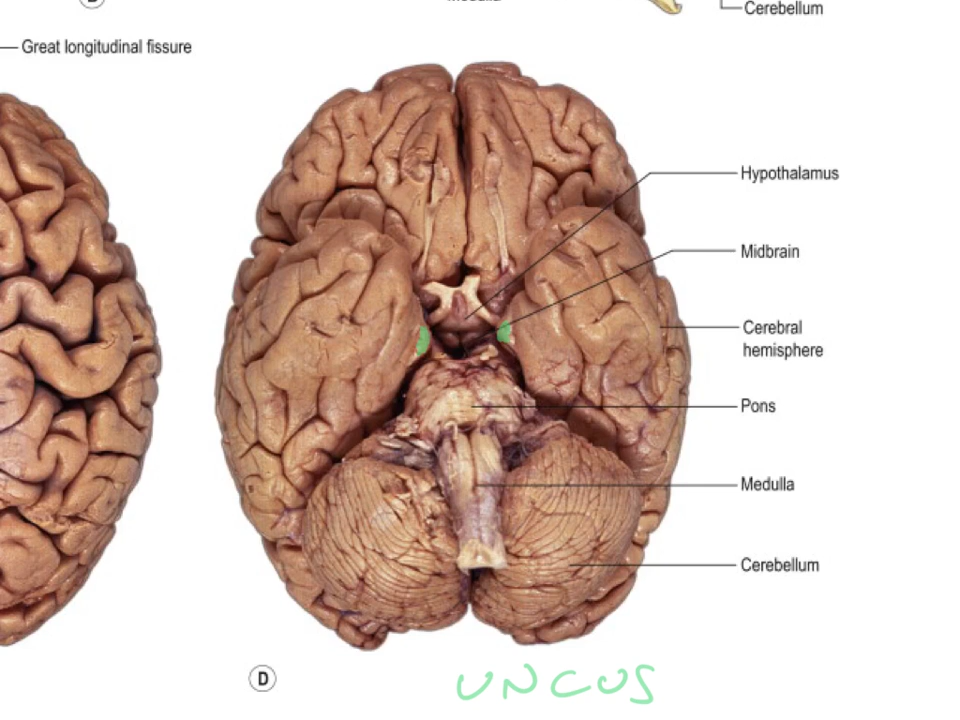 Cerebellum
Great longitudinal fissure
Hypothalamus
Midbrain
Cerebral
hemisphere
Pons
Medulla
Cerebellum
D
UNCUS